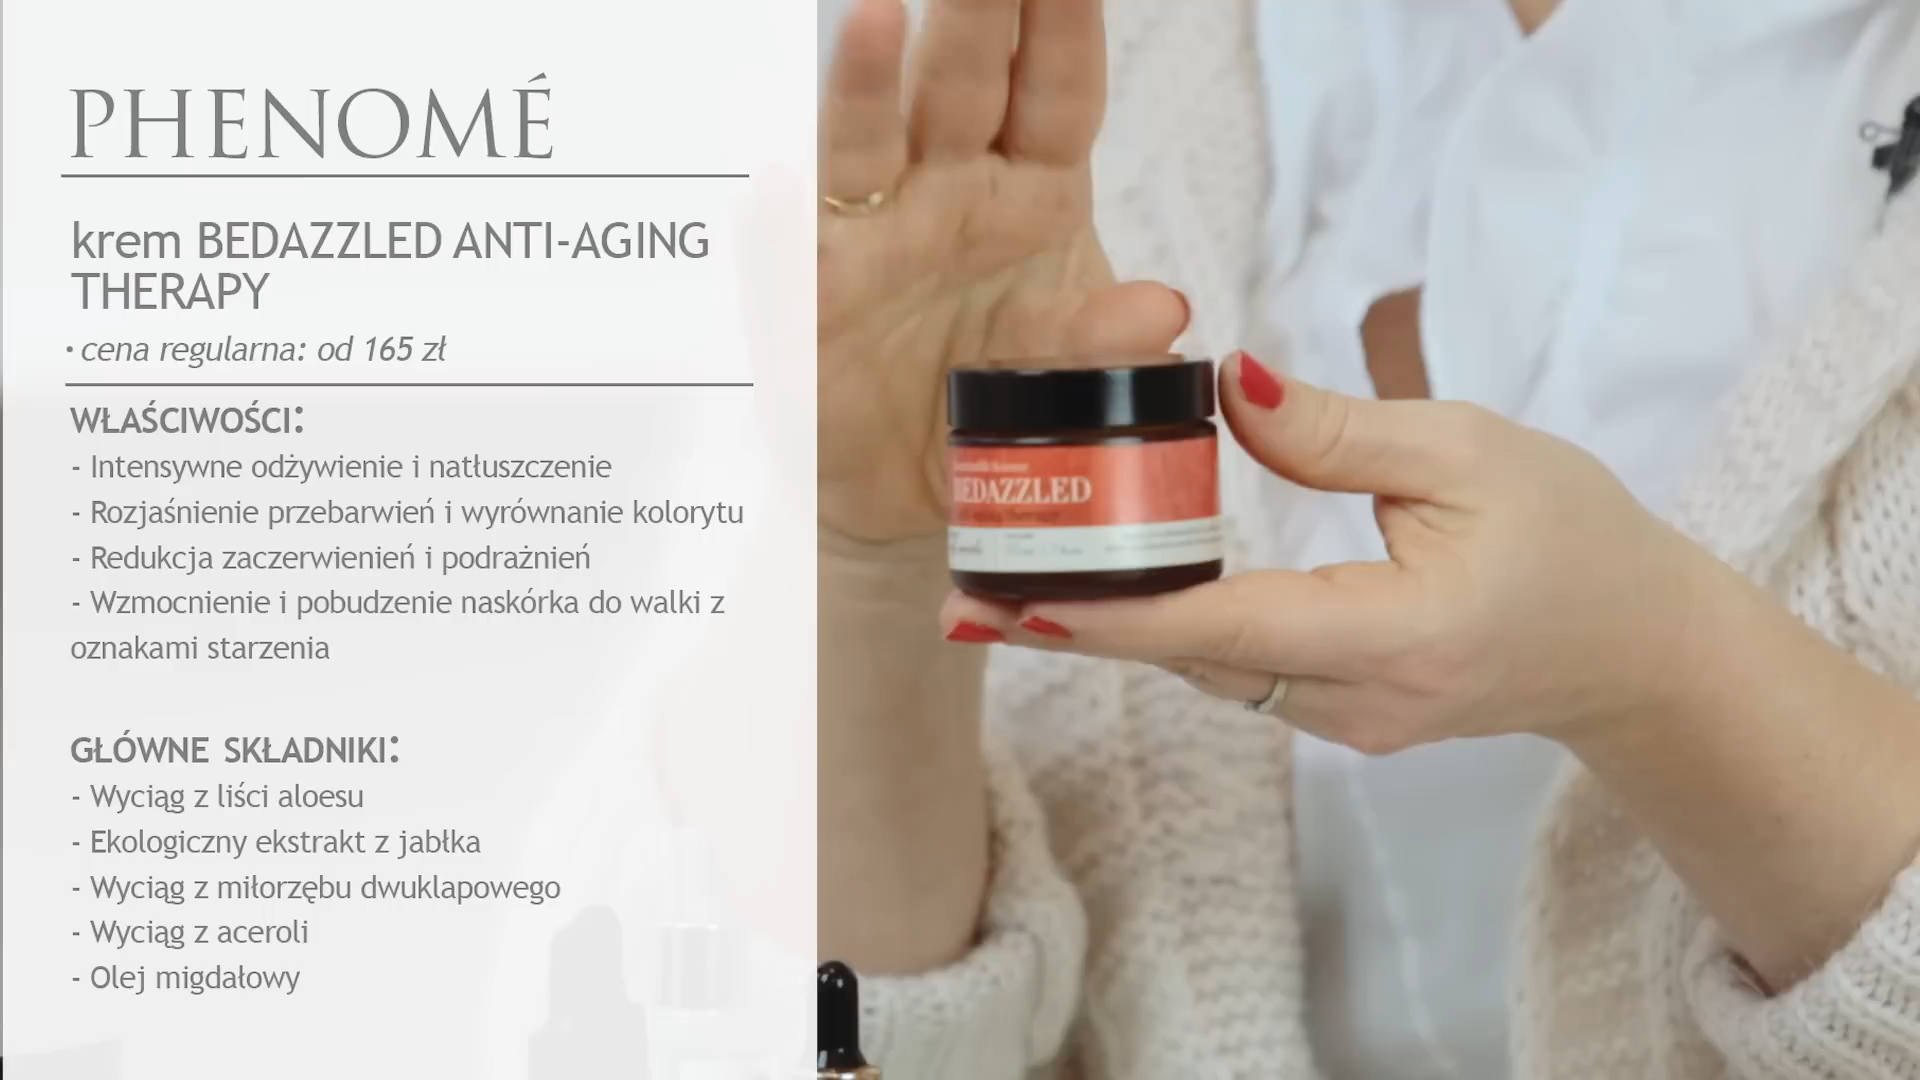 PHENOMÉ
krem BEDAZZLED ANTI-AGING
THERAPY
• cena regularna: od 165 zł
WŁAŚCIWOŚCI:
- Intensywne odżywienie i natłuszczenie
- Rozjaśnienie przebarwień i wyrównanie kolorytu
- Redukcja zaczerwienień i podrażnień
- Wzmocnienie i pobudzenie naskórka do walki z
oznakami starzenia
GŁÓWNE SKŁADNIKI:
- Wyciąg z liści aloesu
- Ekologiczny ekstrakt z jabłka
- Wyciąg z miłorzębu dwuklapowego
- Wyciąg z aceroli
- Olej migdałowy
BEDAZZLED